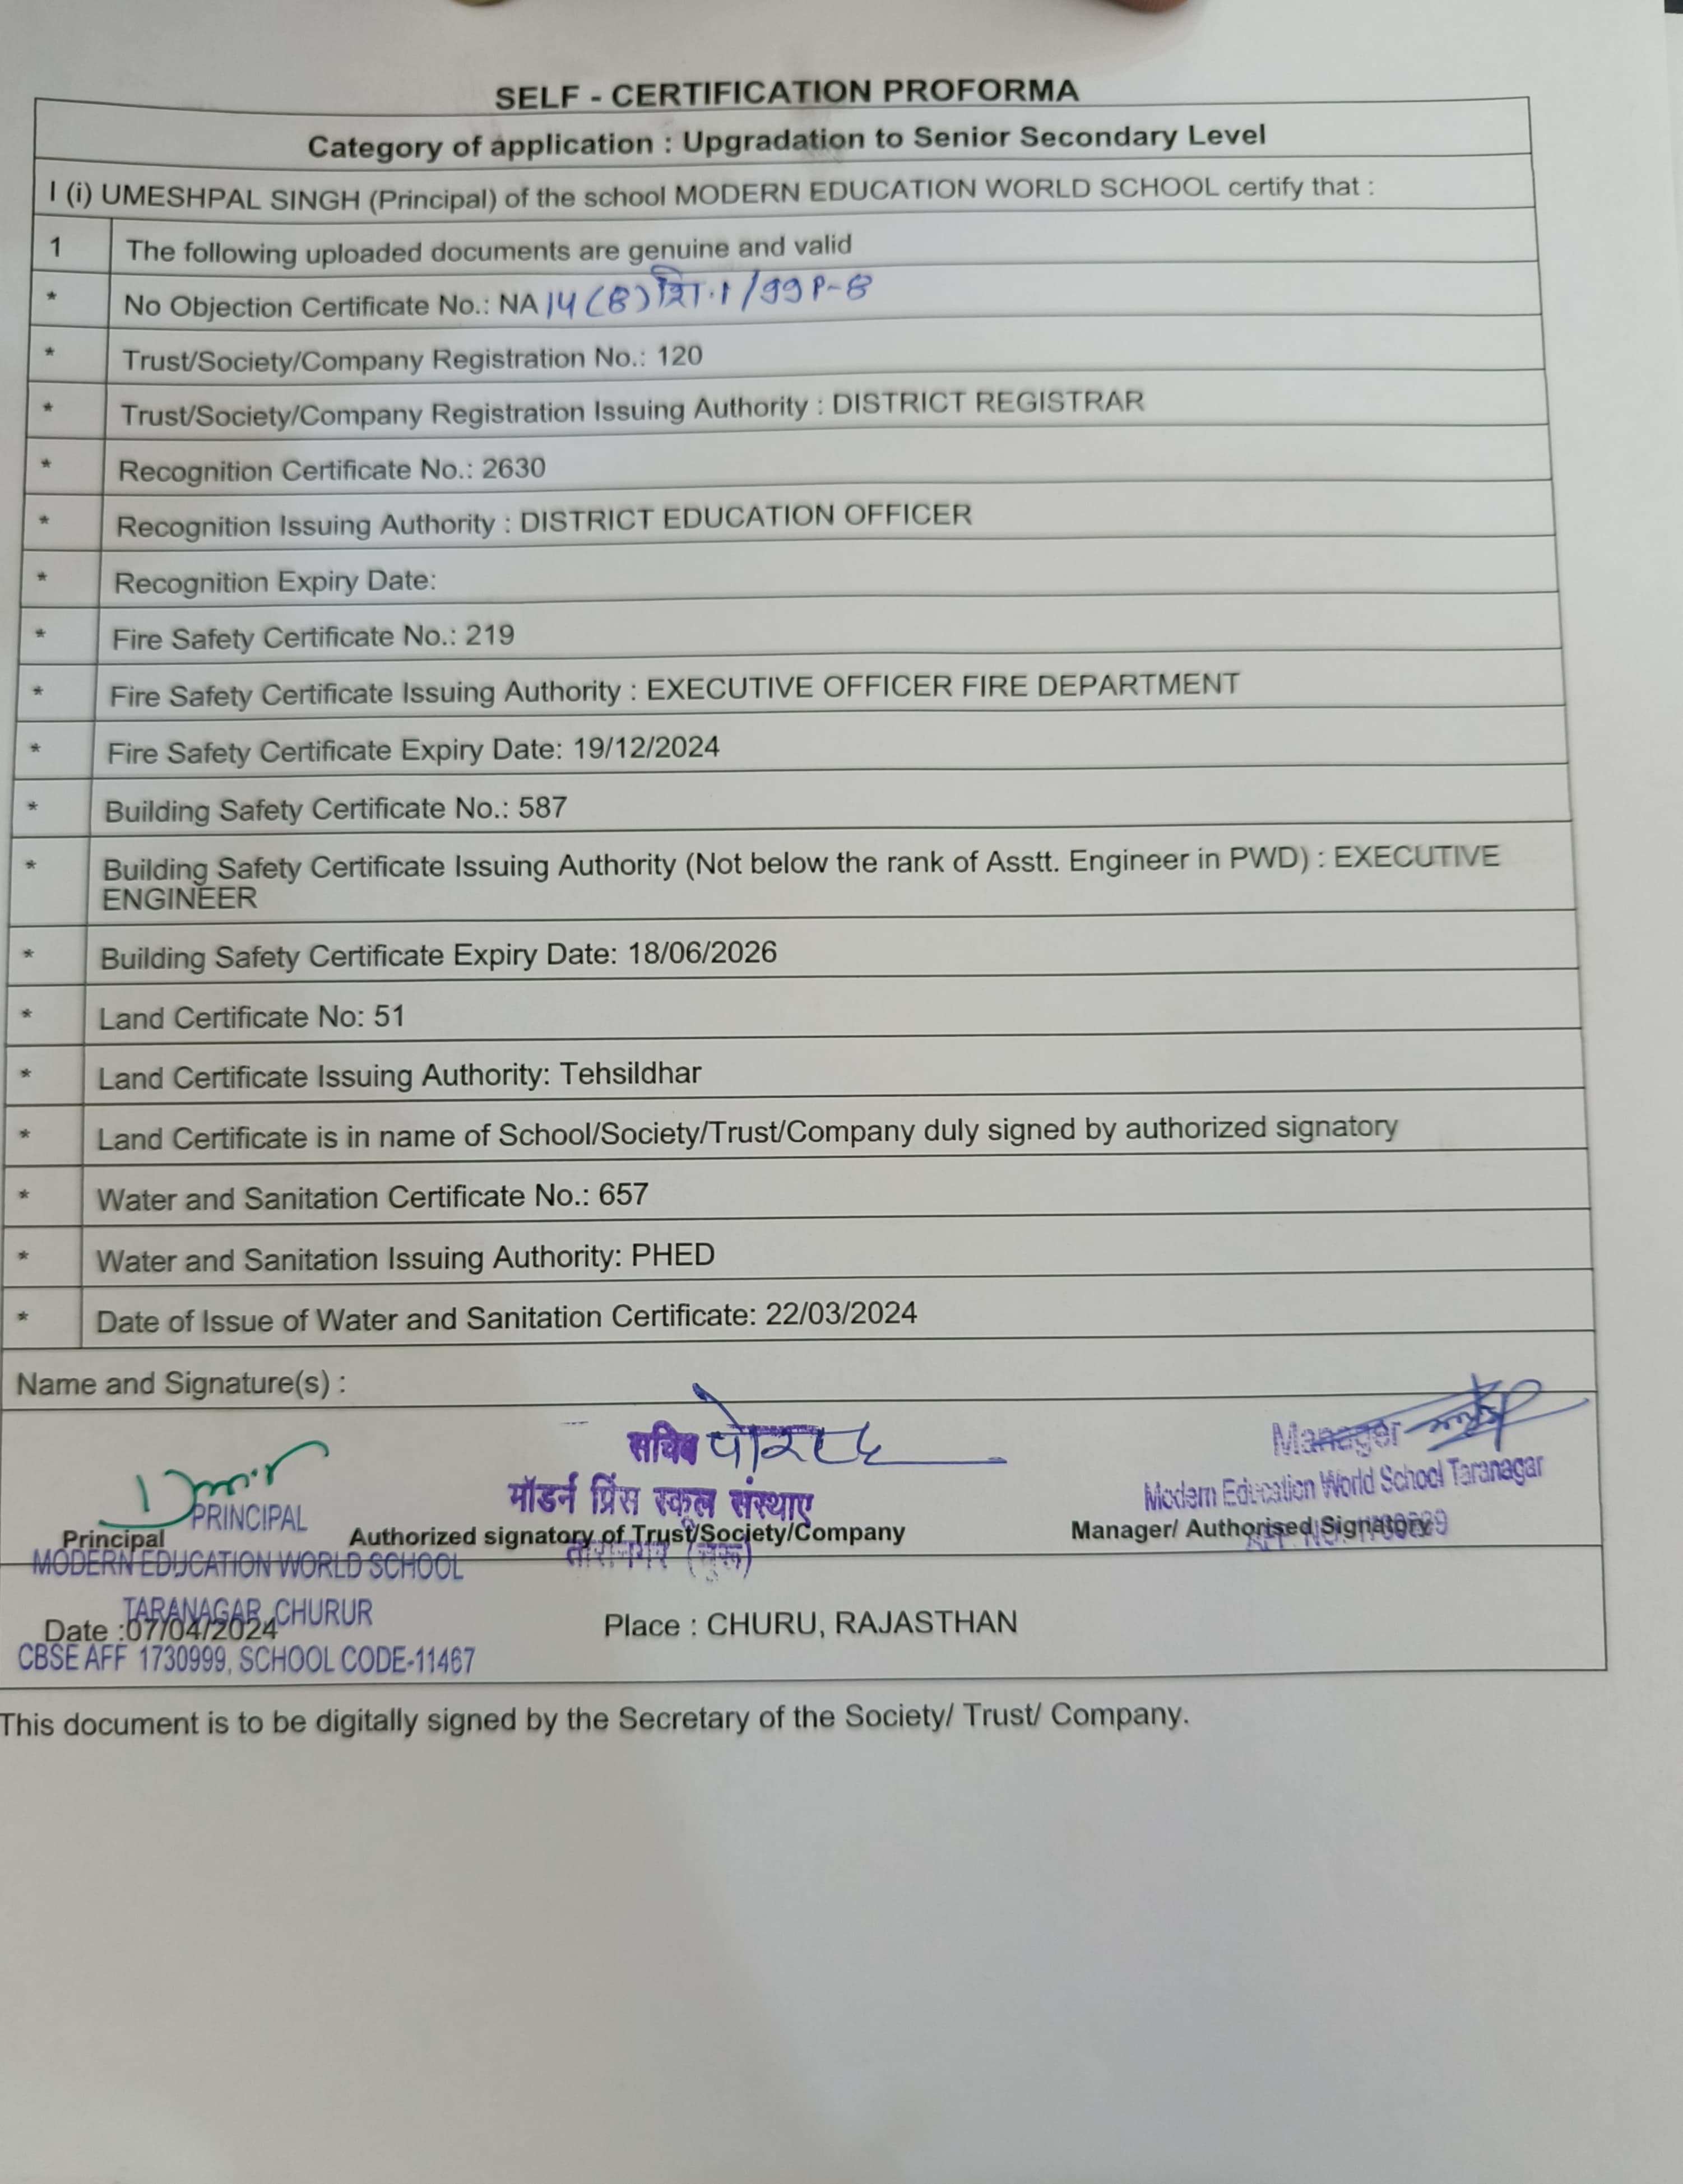 SELF - CERTIFICATION PROFORMA
Category of application : Upgradation to Senior Secondary Level
I (i) UMESHPAL SINGH (Principal) of the school MODERN EDUCATION WORLD SCHOOL certify that :
1 The following uploaded documents are genuine and valid
* No Objection Certificate No.: NA 14(8)शि.1/99P-8
* Trust/Society/Company Registration No.: 120
* Trust/Society/Company Registration Issuing Authority : DISTRICT REGISTRAR
* Recognition Certificate No.: 2630
* Recognition Issuing Authority : DISTRICT EDUCATION OFFICER
* Recognition Expiry Date:
* Fire Safety Certificate No.: 219
* Fire Safety Certificate Issuing Authority : EXECUTIVE OFFICER FIRE DEPARTMENT
* Fire Safety Certificate Expiry Date: 19/12/2024
* Building Safety Certificate No.: 587
* Building Safety Certificate Issuing Authority (Not below the rank of Asstt. Engineer in PWD) : EXECUTIVE
ENGINEER
* Building Safety Certificate Expiry Date: 18/06/2026
* Land Certificate No: 51
* Land Certificate Issuing Authority: Tehsildhar
* Land Certificate is in name of School/Society/Trust/Company duly signed by authorized signatory
* Water and Sanitation Certificate No.: 657
* Water and Sanitation Issuing Authority: PHED
* Date of Issue of Water and Sanitation Certificate: 22/03/2024
Name and Signature(s) :
सचिव
मॉडर्न प्रिंस स्कूल संस्थाए
तारानगर (चुरू)
Manager
Modern Education World School Taranagar
PRINCIPAL
Principal Authorized signatory of Trust/Society/Company Manager/ Authorised Signatory
MODERN EDUCATION WORLD SCHOOL
TARANAGAR, CHURUR
Date :07/04/2024 Place : CHURU, RAJASTHAN
CBSE AFF 1730999, SCHOOL CODE-11467
This document is to be digitally signed by the Secretary of the Society/ Trust/ Company.